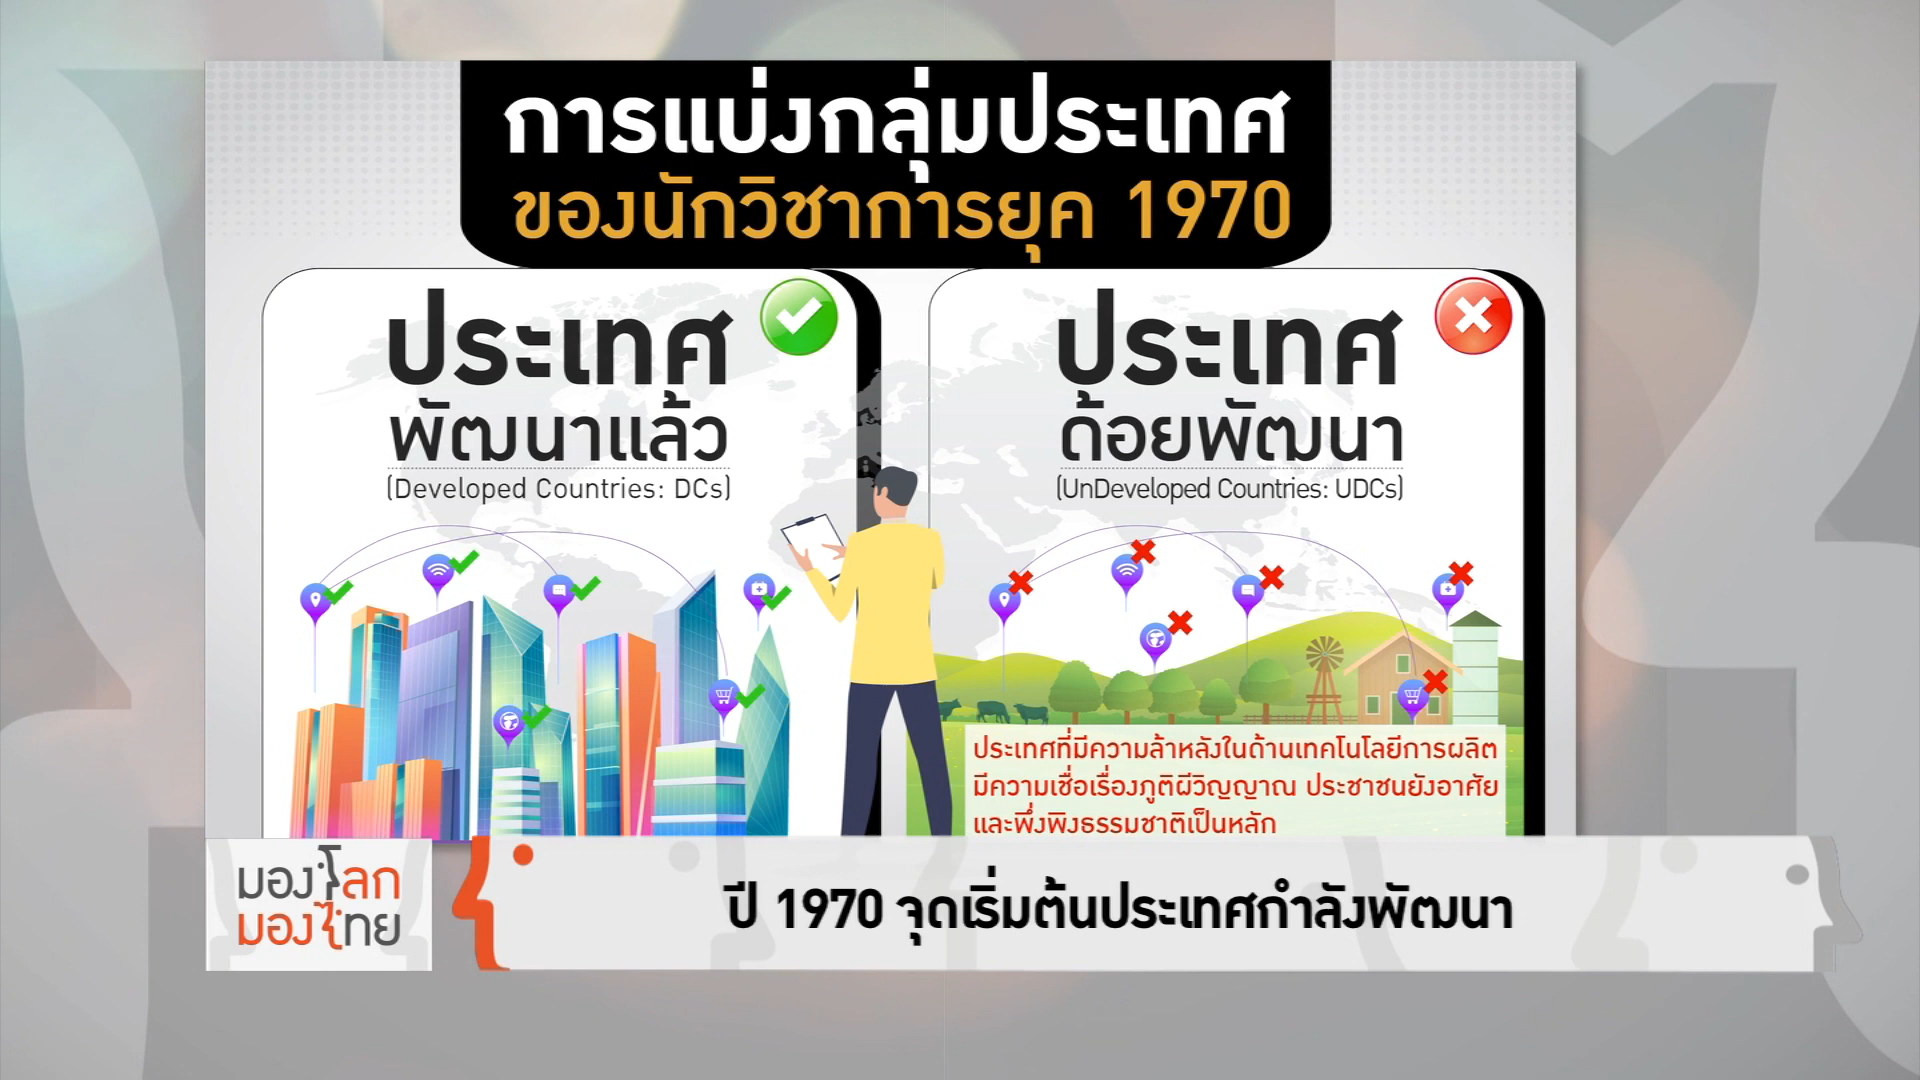 การแบ่งกลุ่มประเทศ
ของนักวิชาการยุค 1970
ประเทศ
พัฒนาแล้ว
(Developed Countries: DCs)
ประเทศ
ด้อยพัฒนา
(UnDeveloped Countries: UDCs)
ประเทศที่มีความล้าหลังในด้านเทคโนโลยีการผลิต
มีความเชื่อเรื่องภูติผีวิญญาณ ประชาชนยังอาศัย
และพึ่งพิงธรรมชาติเป็นหลัก
มองโลก
มองไทย
ปี 1970 จุดเริ่มต้นประเทศกำลังพัฒนา